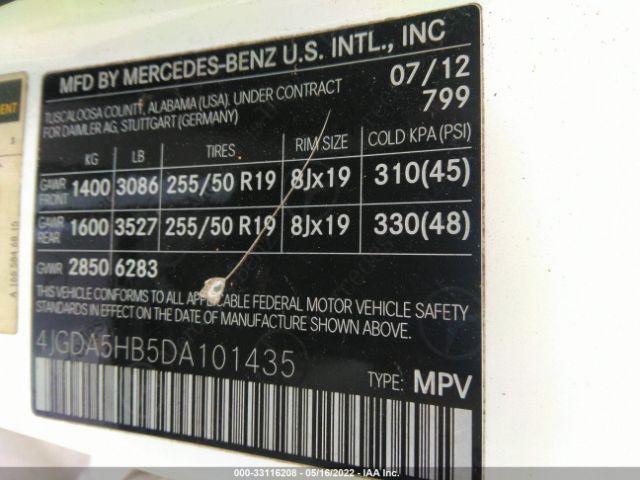 MFD BY MERCEDES-BENZ U.S. INTL., INC
TUSCALOOSA COUNTY, ALABAMA (USA). UNDER CONTRACT
FOR DAIMLER AG, STUTTGART (GERMANY)
07/12
799
KG LB TIRES RIM SIZE COLD KPA (PSI)
GAWR FRONT 1400 3086 255/50 R19 8Jx19 310(45)
GAWR REAR 1600 3527 255/50 R19 8Jx19 330(48)
GVWR 2850 6283
THIS VEHICLE CONFORMS TO ALL APPLICABLE FEDERAL MOTOR VEHICLE SAFETY
STANDARDS IN EFFECT ON THE DATE OF MANUFACTURE SHOWN ABOVE.
4JGDA5HB5DA101435
TYPE: MPV
A 166 584 68 15
000-33116208 - 05/16/2022 - IAA Inc.